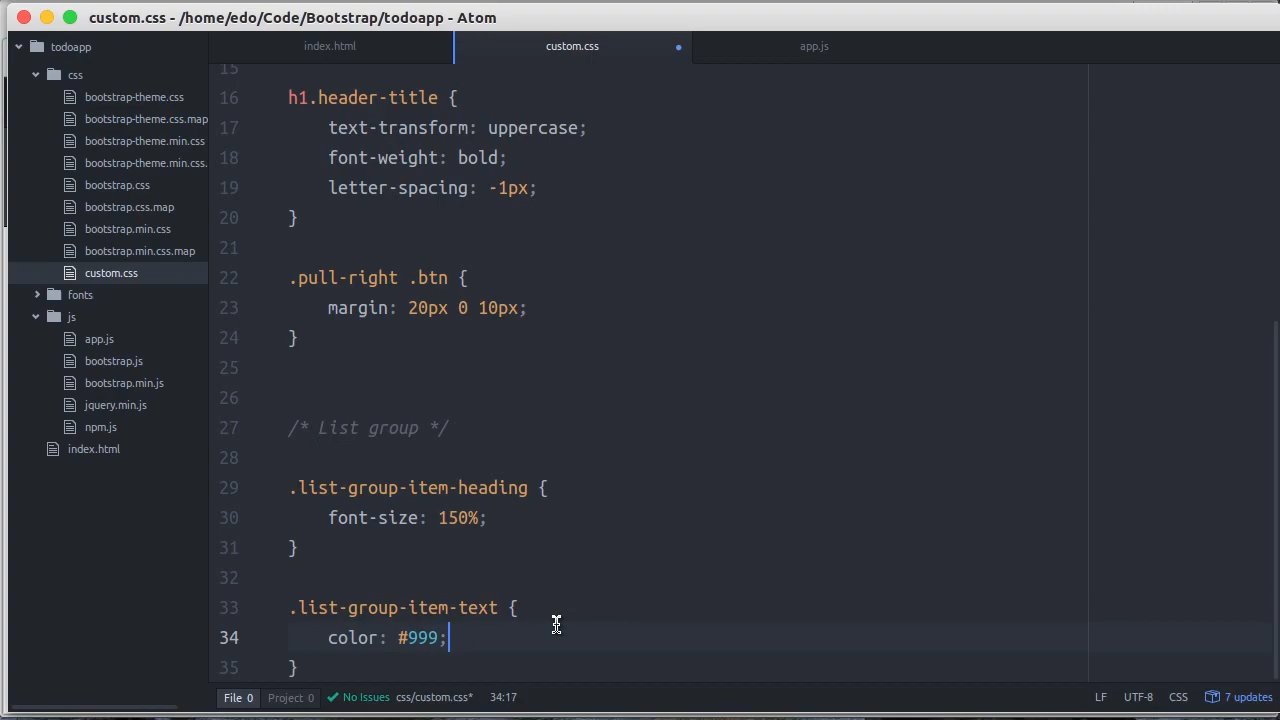 custom.css - /home/edo/Code/Bootstrap/todoapp - Atom
todoapp
css
bootstrap-theme.css
bootstrap-theme.css.map
bootstrap-theme.min.css
bootstrap-theme.min.css.
bootstrap.css
bootstrap.css.map
bootstrap.min.css
bootstrap.min.css.map
custom.css
fonts
js
app.js
bootstrap.js
bootstrap.min.js
jquery.min.js
npm.js
index.html
index.html custom.css app.js
15
16 h1.header-title {
17 text-transform: uppercase;
18 font-weight: bold;
19 letter-spacing: -1px;
20 }
21
22 .pull-right .btn {
23 margin: 20px 0 10px;
24 }
25
26
27 /* List group */
28
29 .list-group-item-heading {
30 font-size: 150%;
31 }
32
33 .list-group-item-text {
34 color: #999;
35 }
File 0 Project 0 No Issues css/custom.css* 34:17 LF UTF-8 CSS 7 updates